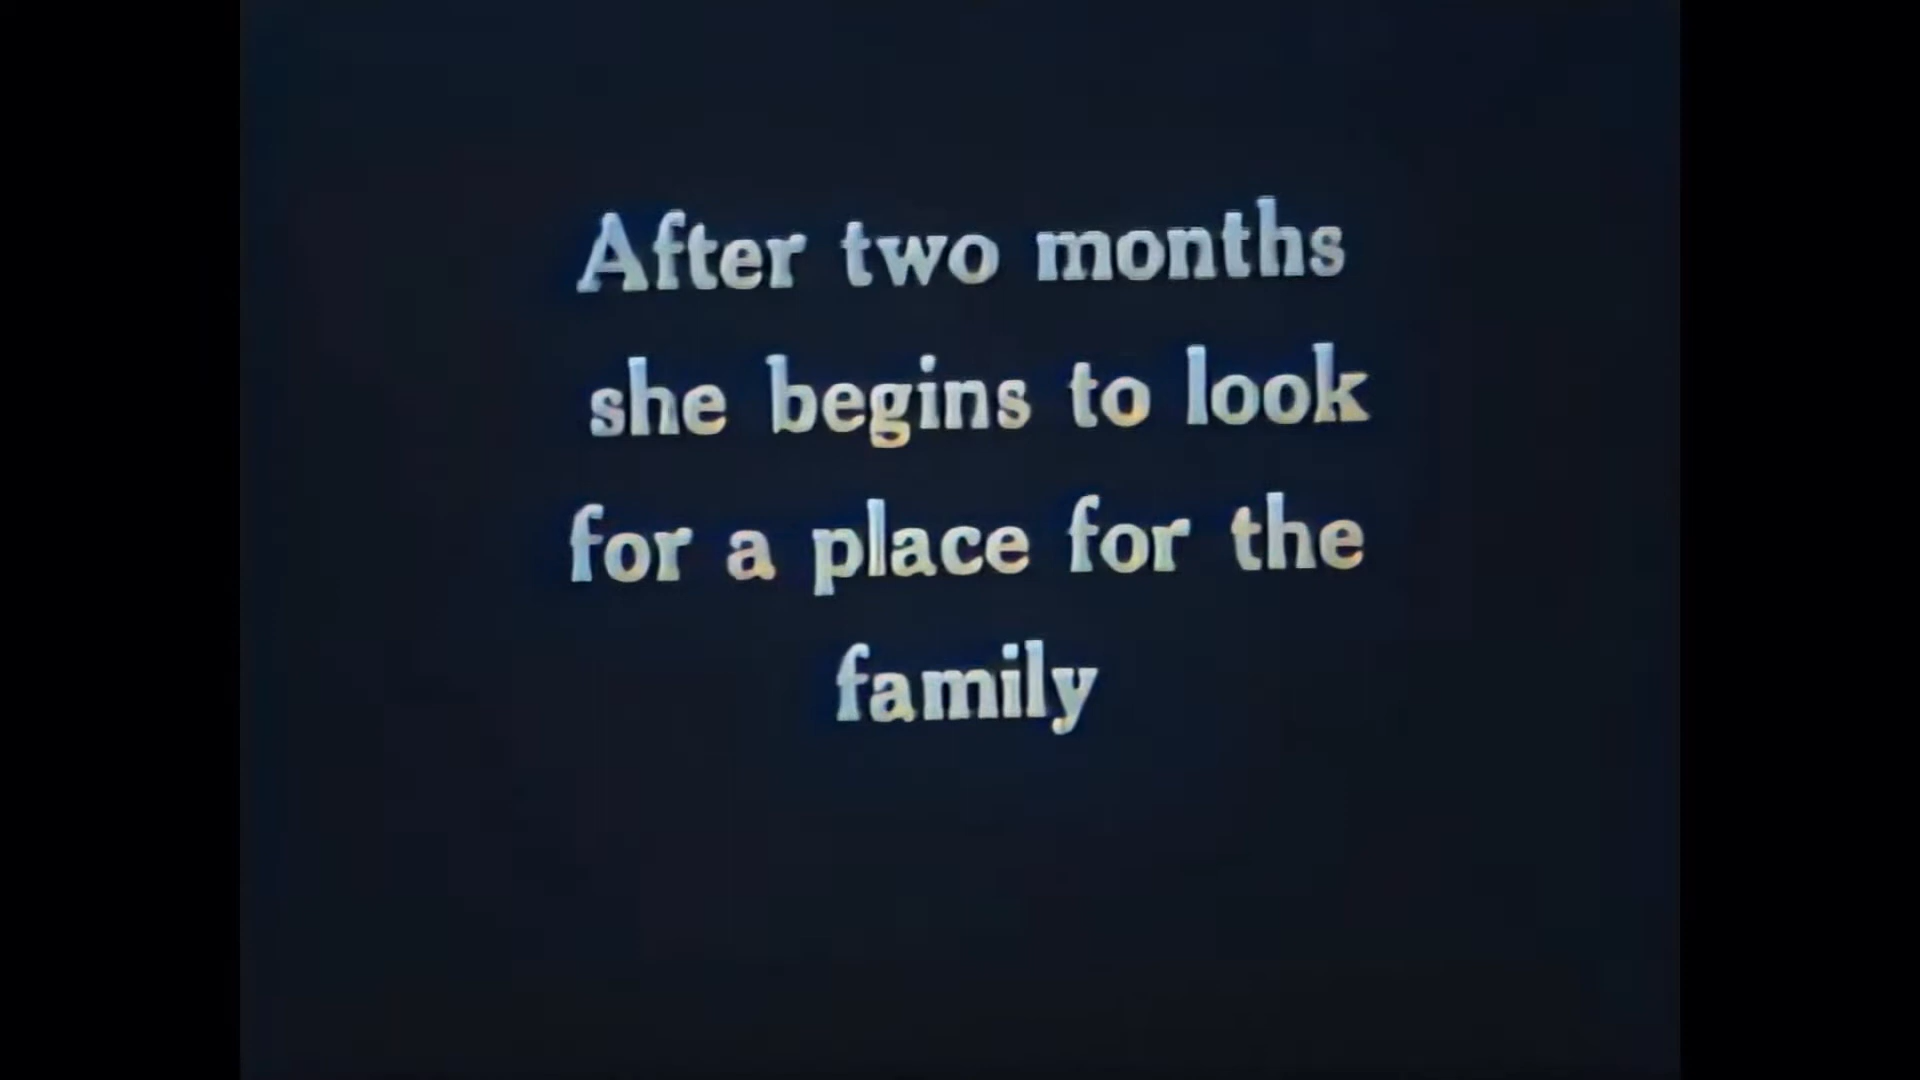 After two months
she begins to look
for a place for the
family